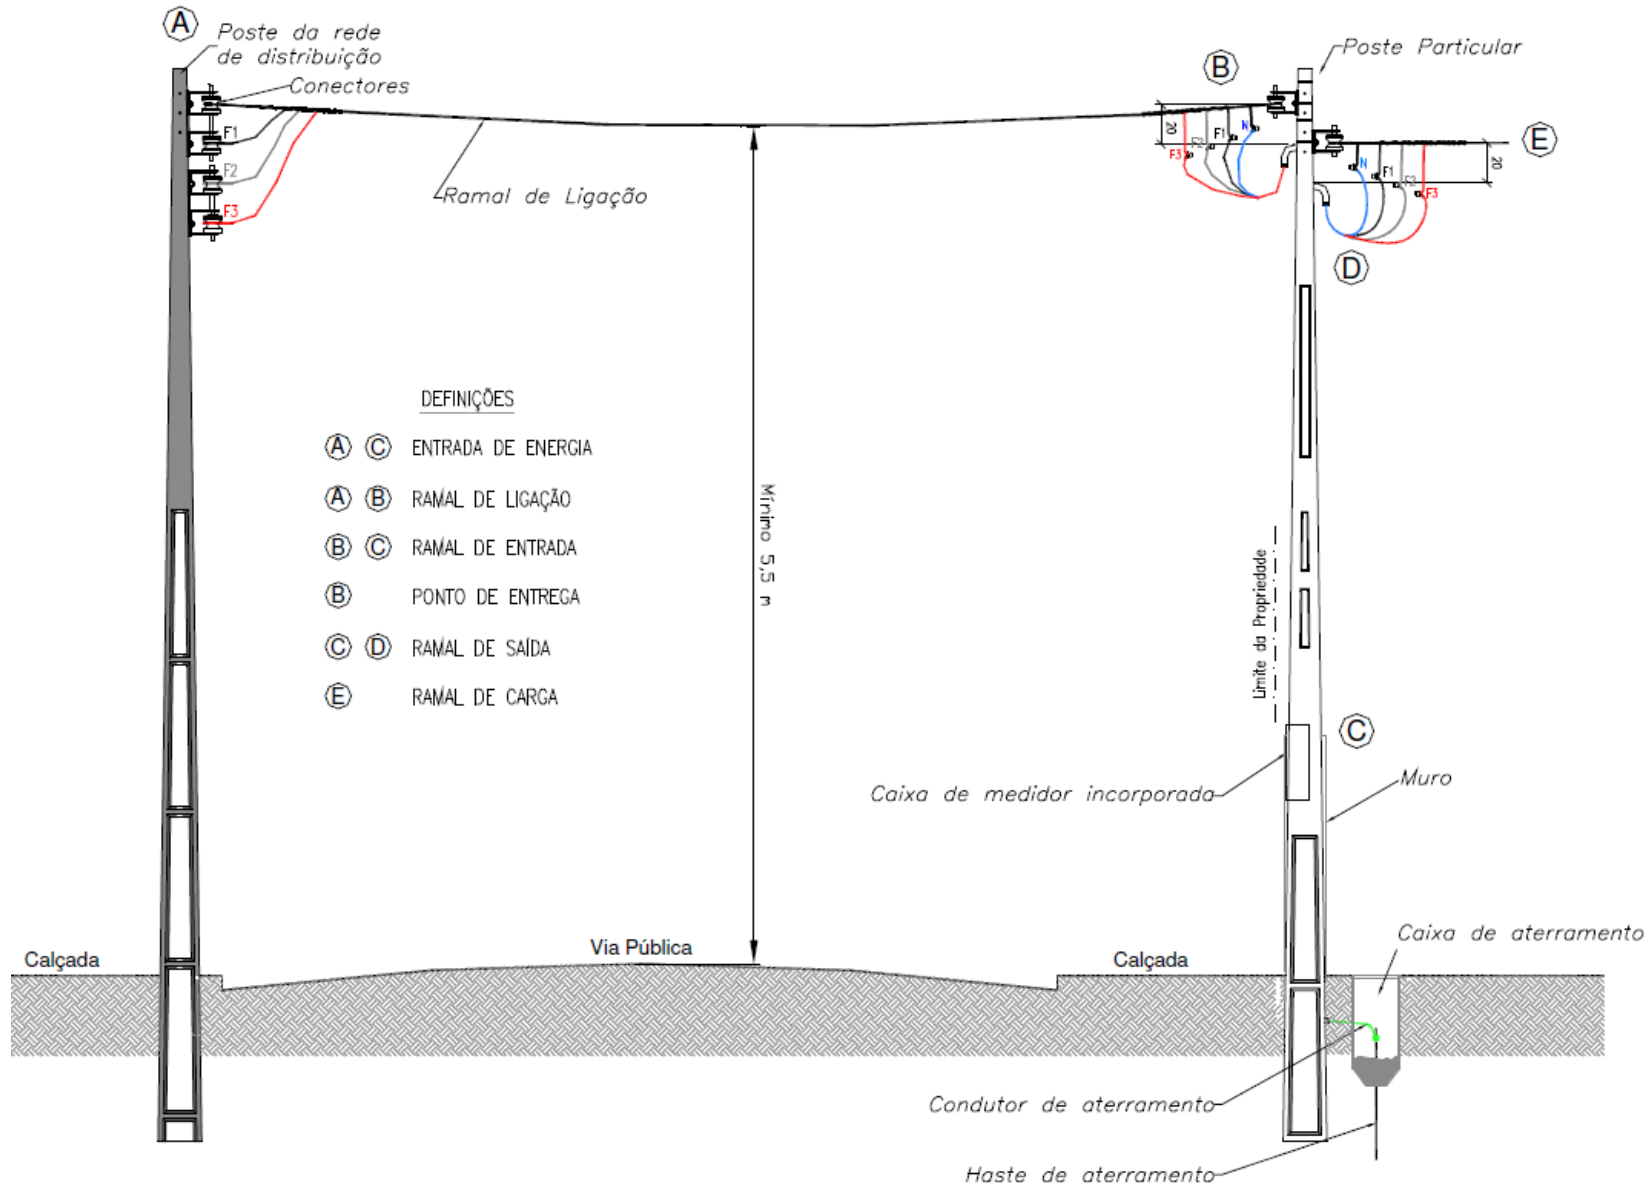 A
Poste da rede
de distribuição
Conectores
F1
F2
F3
Ramal de Ligação
B
Poste Particular
20
F3
F2
F1
N
E
N
F1
F2
F3
20
D
DEFINIÇÕES
A C ENTRADA DE ENERGIA
A B RAMAL DE LIGAÇÃO
B C RAMAL DE ENTRADA
B PONTO DE ENTREGA
C D RAMAL DE SAÍDA
E RAMAL DE CARGA
Mínimo 5,5 m
Limite da Propriedade
C
Caixa de medidor incorporada
Muro
Calçada
Via Pública
Calçada
Caixa de aterramento
Condutor de aterramento
Haste de aterramento